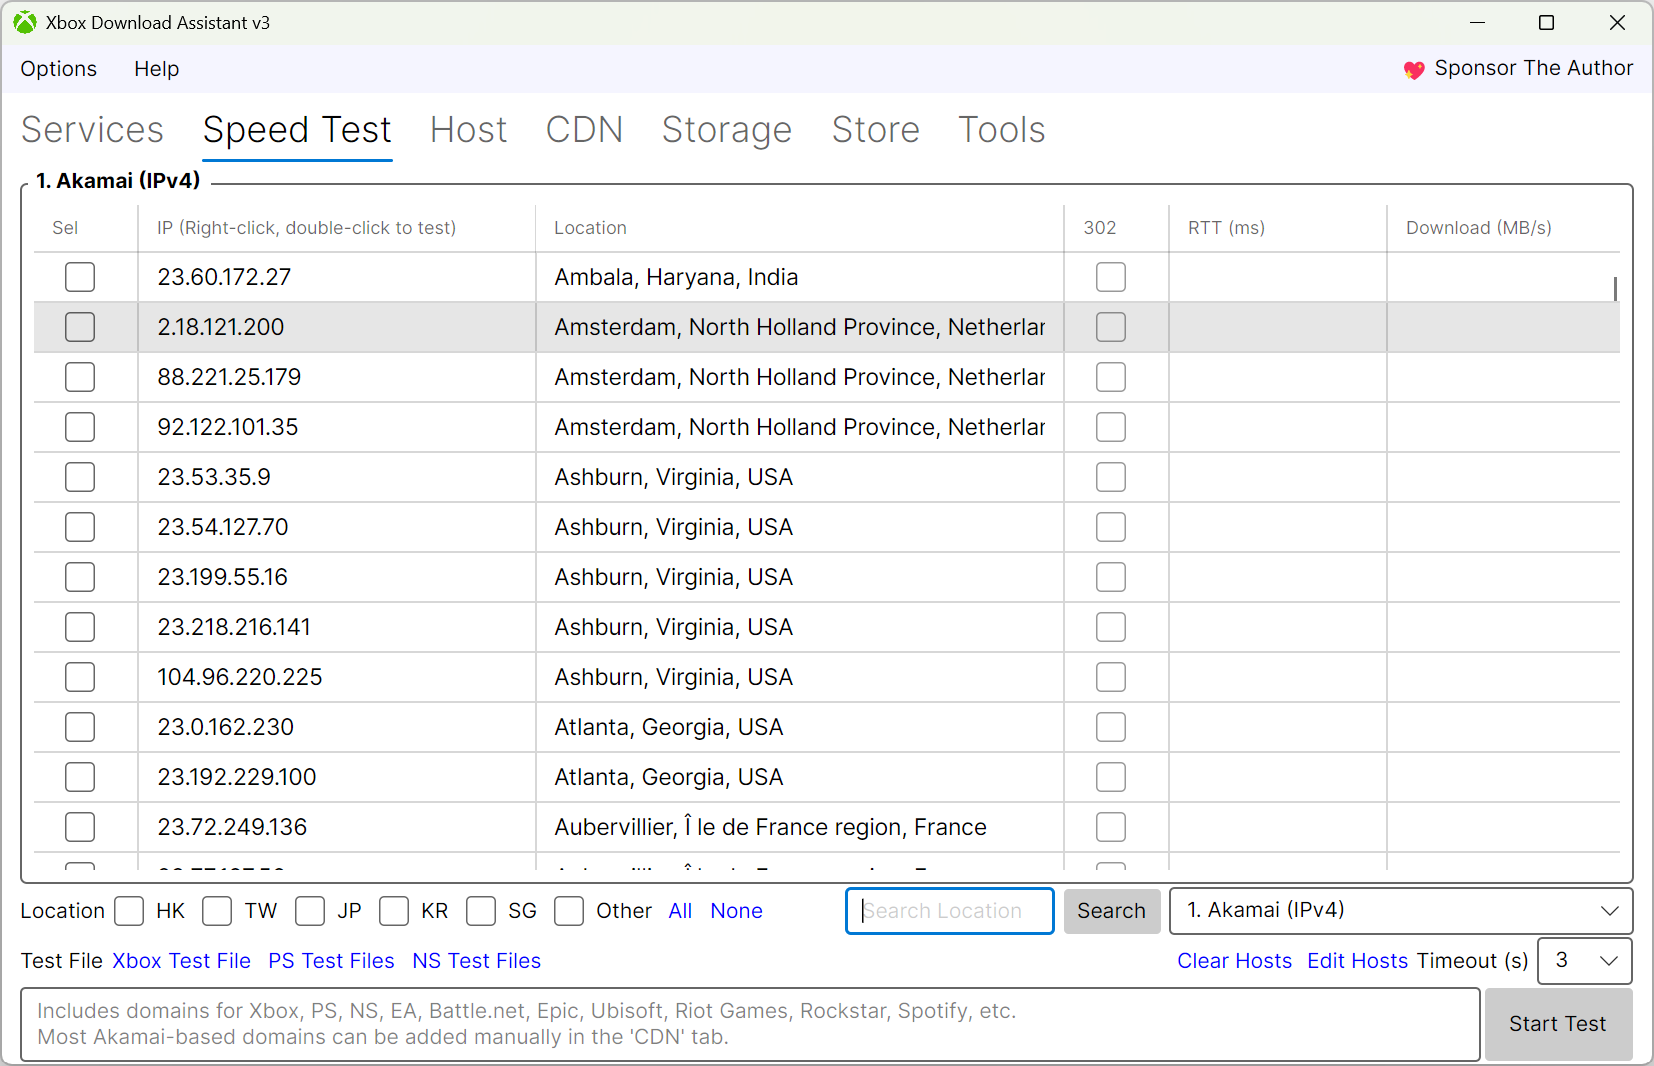 Xbox Download Assistant v3
Options Help Sponsor The Author
Services Speed Test Host CDN Storage Store Tools
1. Akamai (IPv4)
Sel IP (Right-click, double-click to test) Location 302 RTT (ms) Download (MB/s)
23.60.172.27 Ambala, Haryana, India
2.18.121.200 Amsterdam, North Holland Province, Netherlar
88.221.25.179 Amsterdam, North Holland Province, Netherlar
92.122.101.35 Amsterdam, North Holland Province, Netherlar
23.53.35.9 Ashburn, Virginia, USA
23.54.127.70 Ashburn, Virginia, USA
23.199.55.16 Ashburn, Virginia, USA
23.218.216.141 Ashburn, Virginia, USA
104.96.220.225 Ashburn, Virginia, USA
23.0.162.230 Atlanta, Georgia, USA
23.192.229.100 Atlanta, Georgia, USA
23.72.249.136 Aubervillier, Î le de France region, France
Location HK TW JP KR SG Other All None Search Location Search 1. Akamai (IPv4)
Test File Xbox Test File PS Test Files NS Test Files Clear Hosts Edit Hosts Timeout (s) 3
Includes domains for Xbox, PS, NS, EA, Battle.net, Epic, Ubisoft, Riot Games, Rockstar, Spotify, etc.
Most Akamai-based domains can be added manually in the 'CDN' tab.
Start Test